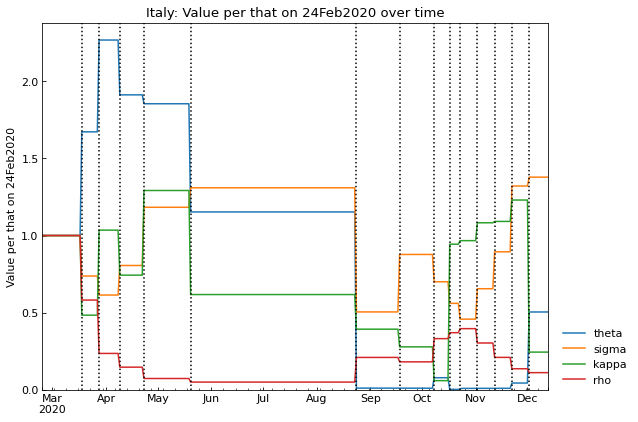 Italy: Value per that on 24Feb2020 over time
Value per that on 24Feb2020
2.0
1.5
1.0
0.5
0.0
Mar Apr May Jun Jul Aug Sep Oct Nov Dec
2020
theta
sigma
kappa
rho